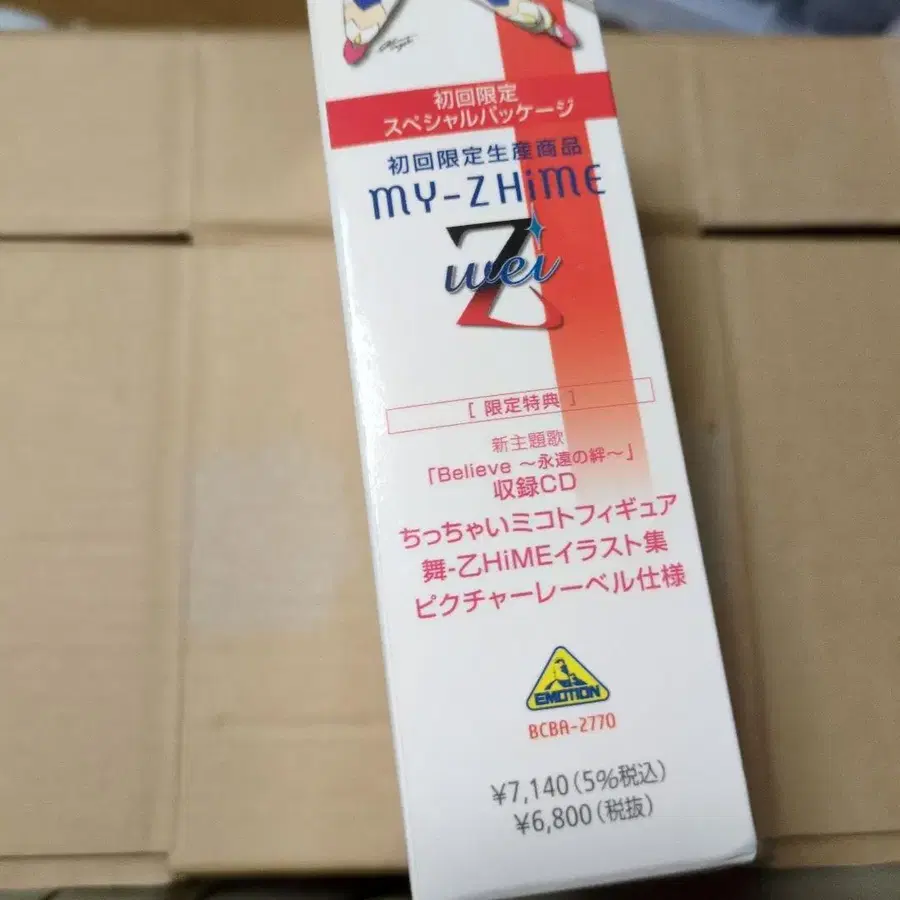 初回限定
スペシャルパッケージ
初回限定生産商品
MY-ZHiME
Zwei
[ 限定特典 ]
新主題歌
「Believe ～永遠の絆～」
収録CD
ちっちゃいミコトフィギュア
舞-乙HiMEイラスト集
ピクチャーレーベル仕様
EMOTION
BCBA-2770
¥7,140(5%税込)
¥6,800(税抜)